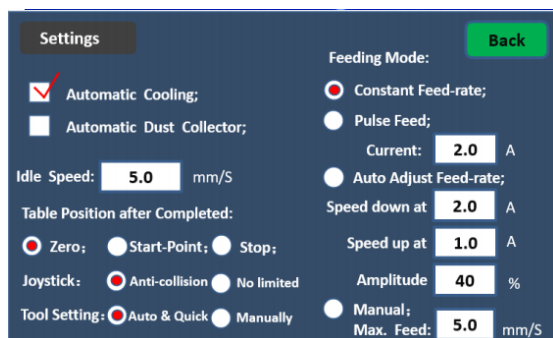 Settings
Back
Feeding Mode:
Automatic Cooling;
Constant Feed-rate;
Automatic Dust Collector;
Pulse Feed;
Current: 2.0 A
Idle Speed: 5.0 mm/S
Auto Adjust Feed-rate;
Table Position after Completed:
Speed down at 2.0 A
Zero; Start-Point; Stop;
Speed up at 1.0 A
Joystick: Anti-collision No limited
Amplitude 40 %
Tool Setting: Auto & Quick Manually
Manual;
Max. Feed: 5.0 mm/S